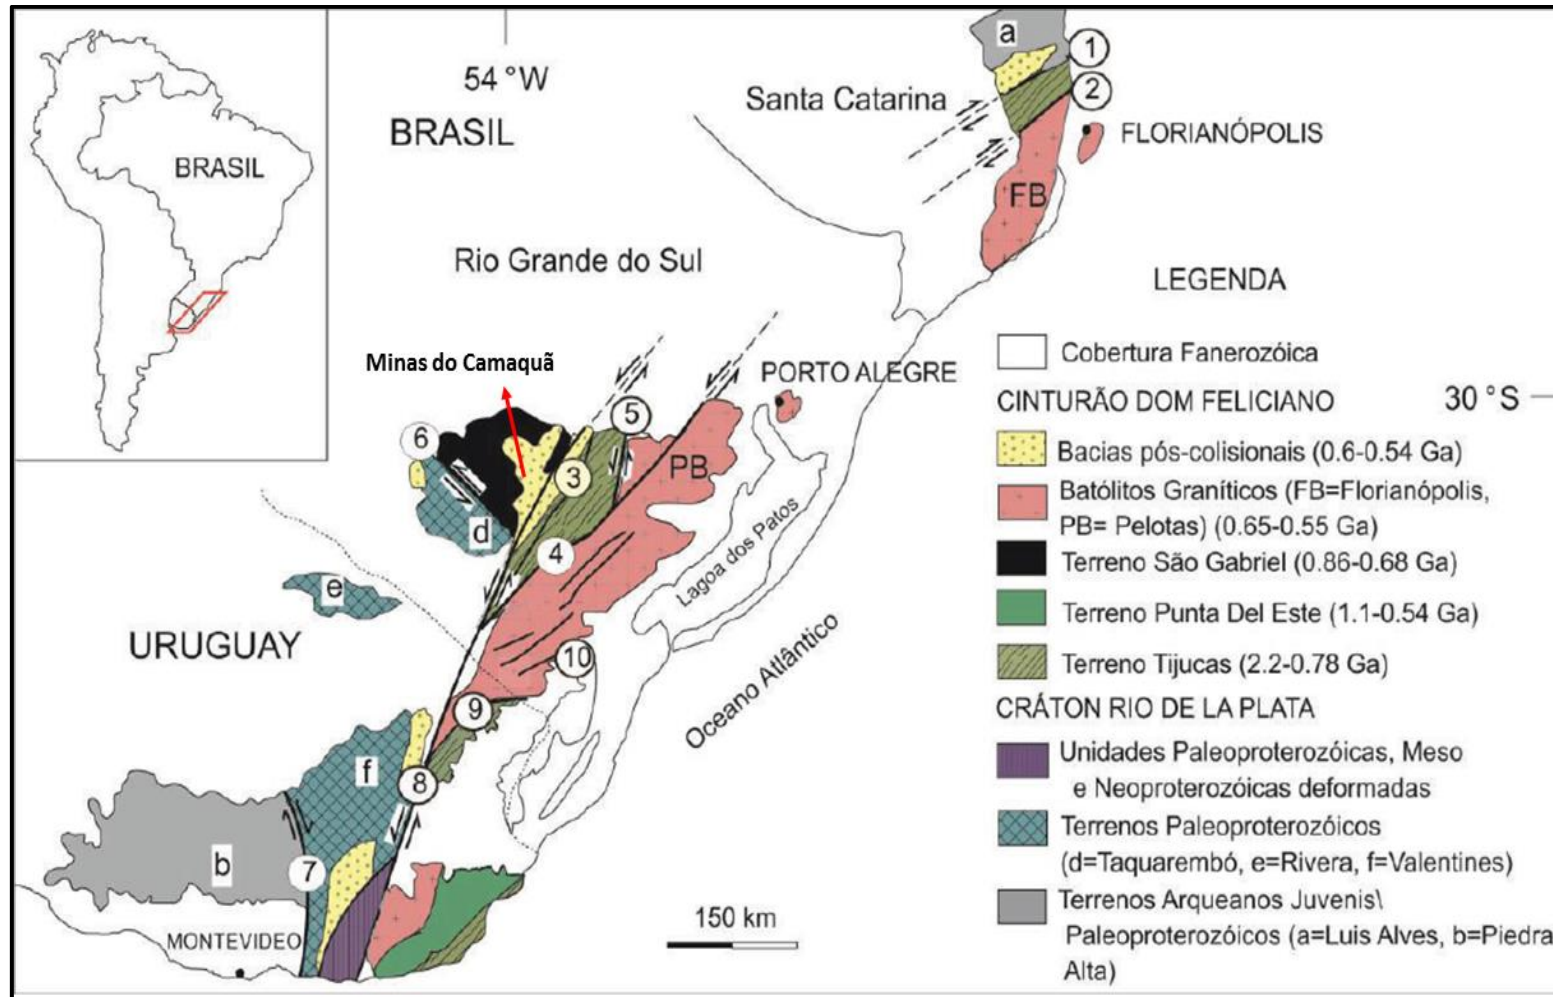 BRASIL
54 °W
BRASIL
Santa Catarina
a
1
2
FLORIANÓPOLIS
FB
Rio Grande do Sul
Minas do Camaquã
PORTO ALEGRE
6
5
3
PB
d
4
e
Lagoa dos Patos
URUGUAY
10
9
Oceano Atlântico
f
8
b
7
MONTEVIDEO
150 km
LEGENDA
Cobertura Fanerozóica
30 °S
CINTURÃO DOM FELICIANO
Bacias pós-colisionais (0.6-0.54 Ga)
Batólitos Graníticos (FB=Florianópolis,
PB= Pelotas) (0.65-0.55 Ga)
Terreno São Gabriel (0.86-0.68 Ga)
Terreno Punta Del Este (1.1-0.54 Ga)
Terreno Tijucas (2.2-0.78 Ga)
CRÁTON RIO DE LA PLATA
Unidades Paleoproterozóicas, Meso
e Neoproterozóicas deformadas
Terrenos Paleoproterozóicos
(d=Taquarembó, e=Rivera, f=Valentines)
Terrenos Arqueanos Juvenis\
Paleoproterozóicos (a=Luis Alves, b=Piedra
Alta)